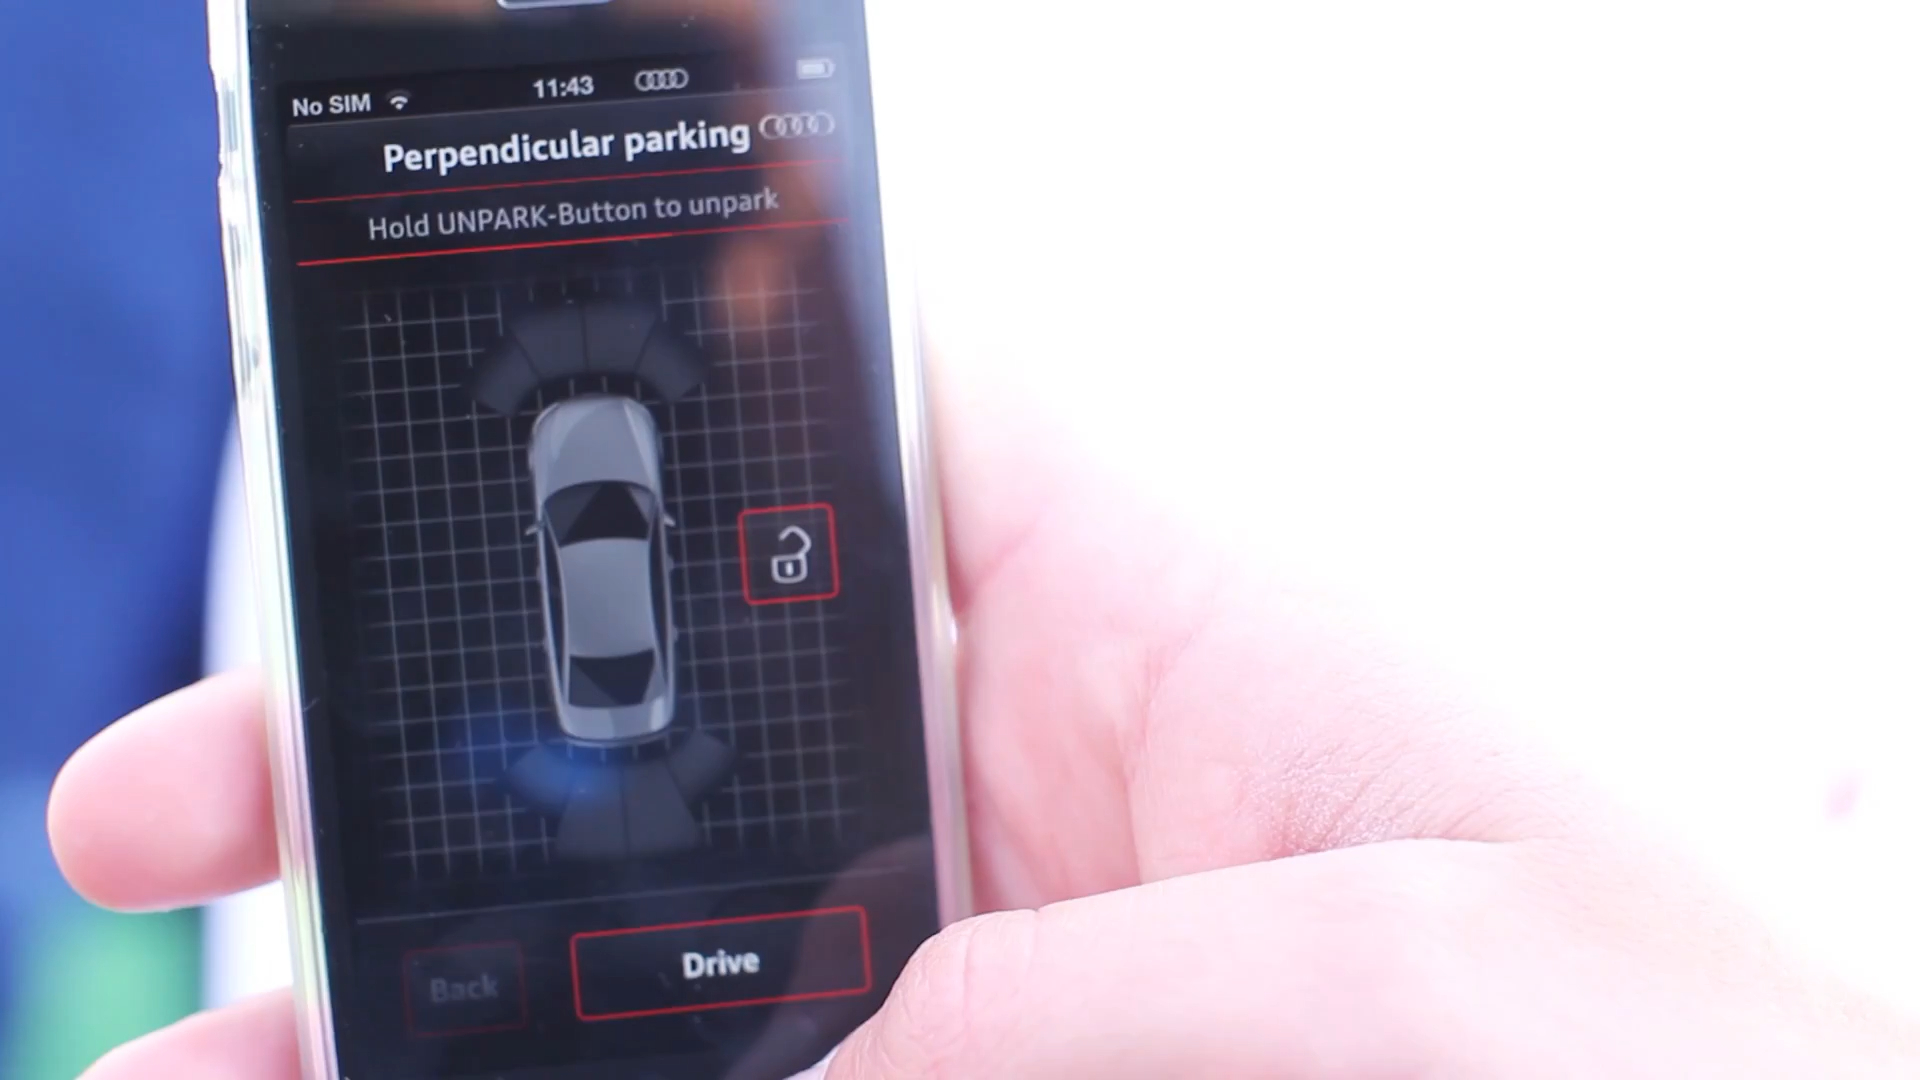 No SIM 11:43
Perpendicular parking
Hold UNPARK-Button to unpark
Back
Drive